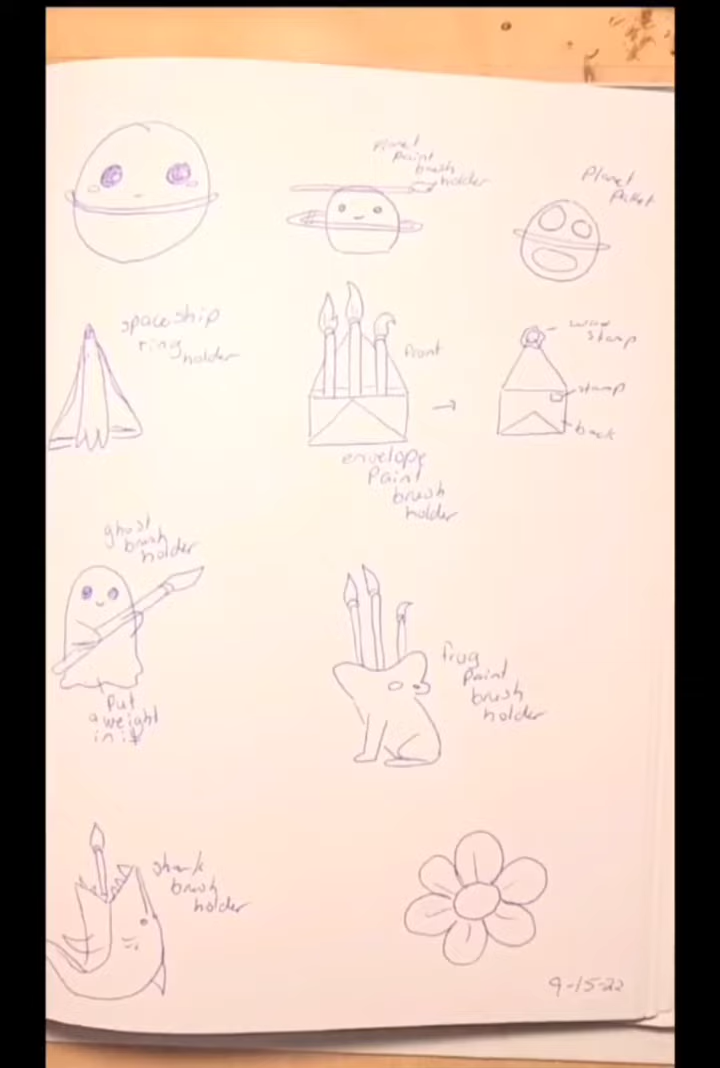 Planet
Paint
brush
holder
Planet
Pallet
spaceship
ring
holder
Front
wax
stamp
stamp
back
envelope
Paint
brush
holder
ghost
brush
holder
Put
a weight
in it
frog
Paint
brush
holder
shark
brush
holder
9-15-22